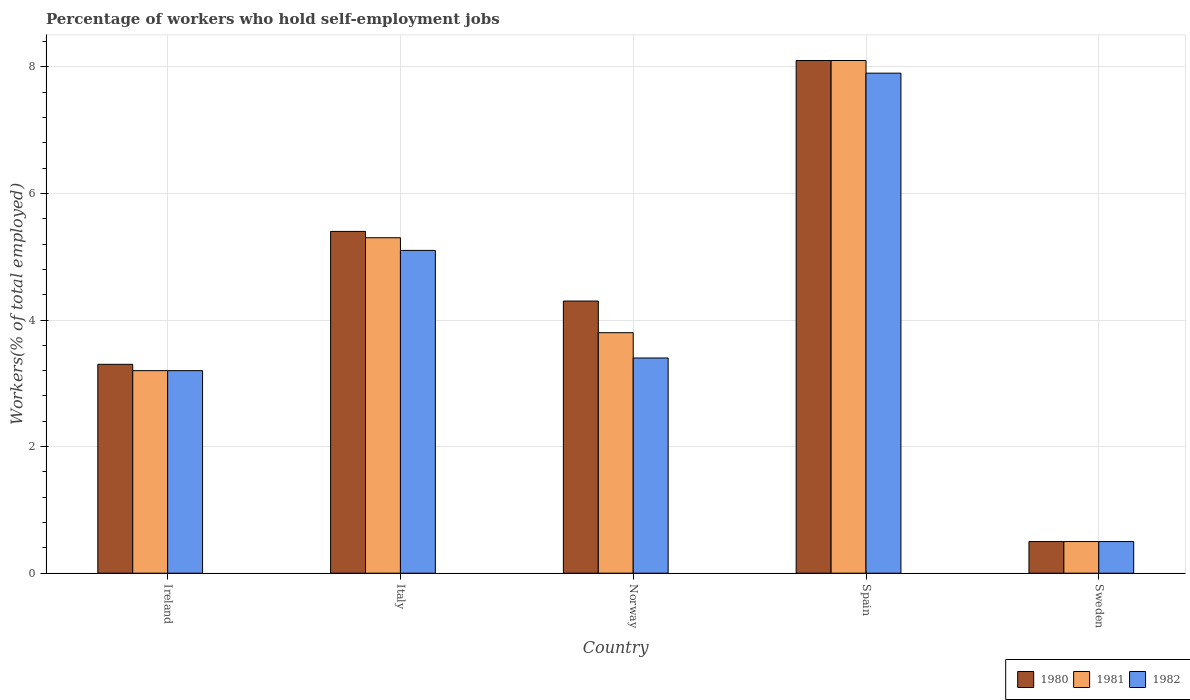 Percentage of workers who hold self-employment jobs
Workers(% of total employed)
8
6
4
2
0
Ireland
Italy
Norway
Spain
Sweden
Country
1980
1981
1982